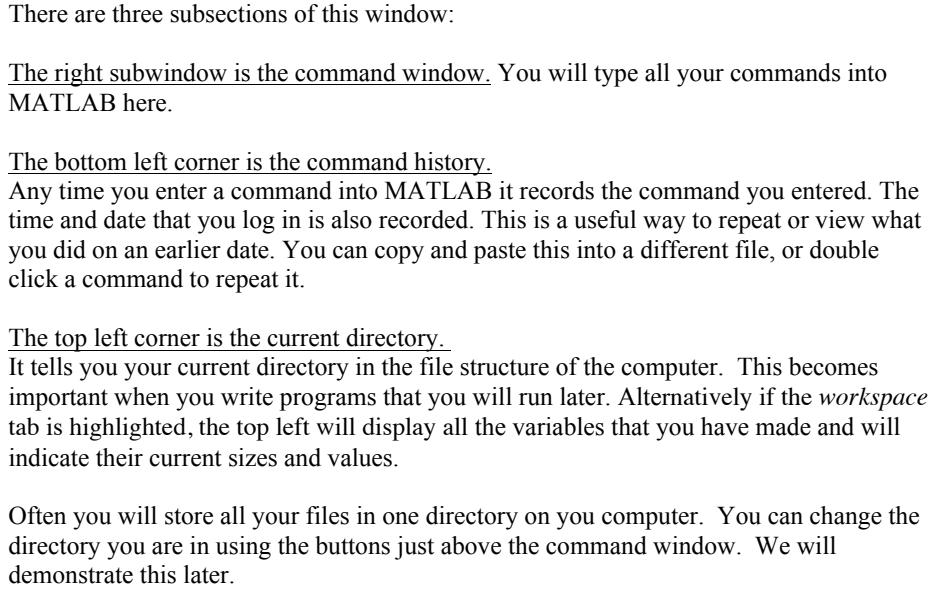 There are three subsections of this window:
The right subwindow is the command window. You will type all your commands into
MATLAB here.
The bottom left corner is the command history.
Any time you enter a command into MATLAB it records the command you entered. The
time and date that you log in is also recorded. This is a useful way to repeat or view what
you did on an earlier date. You can copy and paste this into a different file, or double
click a command to repeat it.
The top left corner is the current directory.
It tells you your current directory in the file structure of the computer.  This becomes
important when you write programs that you will run later. Alternatively if the workspace
tab is highlighted, the top left will display all the variables that you have made and will
indicate their current sizes and values.
Often you will store all your files in one directory on you computer.  You can change the
directory you are in using the buttons just above the command window.  We will
demonstrate this later.